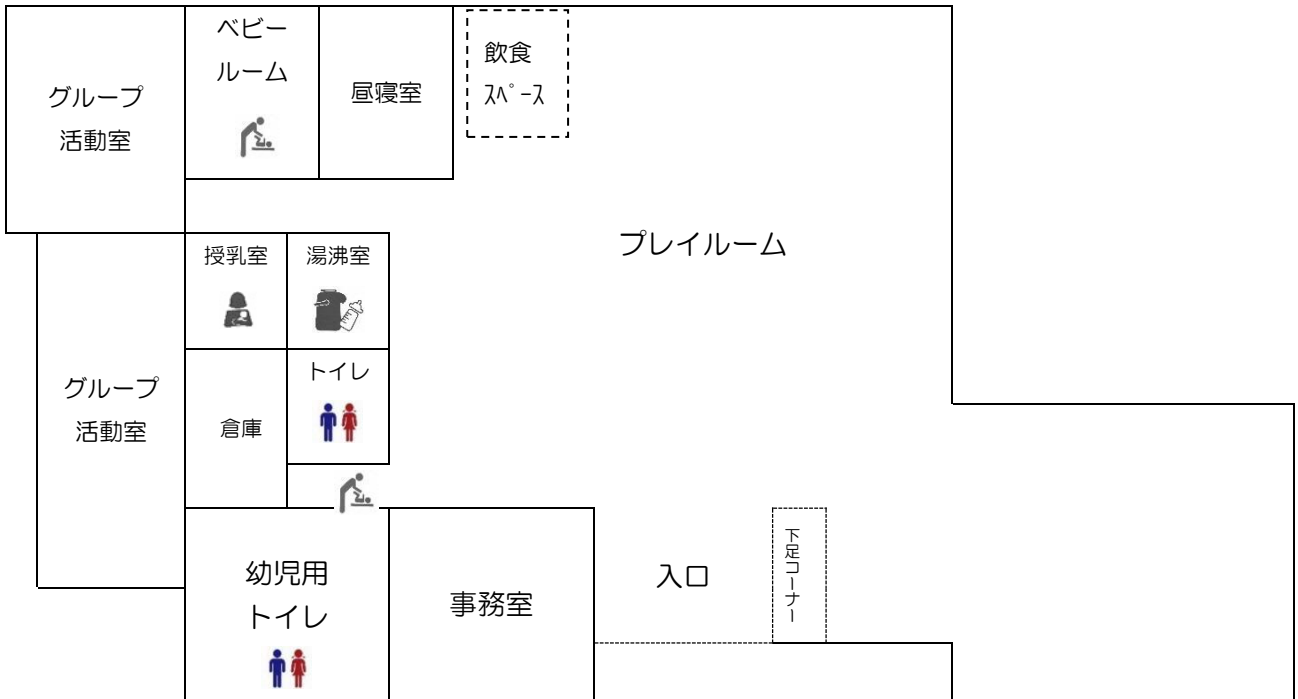 ベビー
ルーム
飲食
ｽﾍﾟｰｽ
昼寝室
グループ
活動室
プレイルーム
授乳室
湯沸室
トイレ
グループ
活動室
倉庫
下足コーナー
幼児用
トイレ
事務室
入口